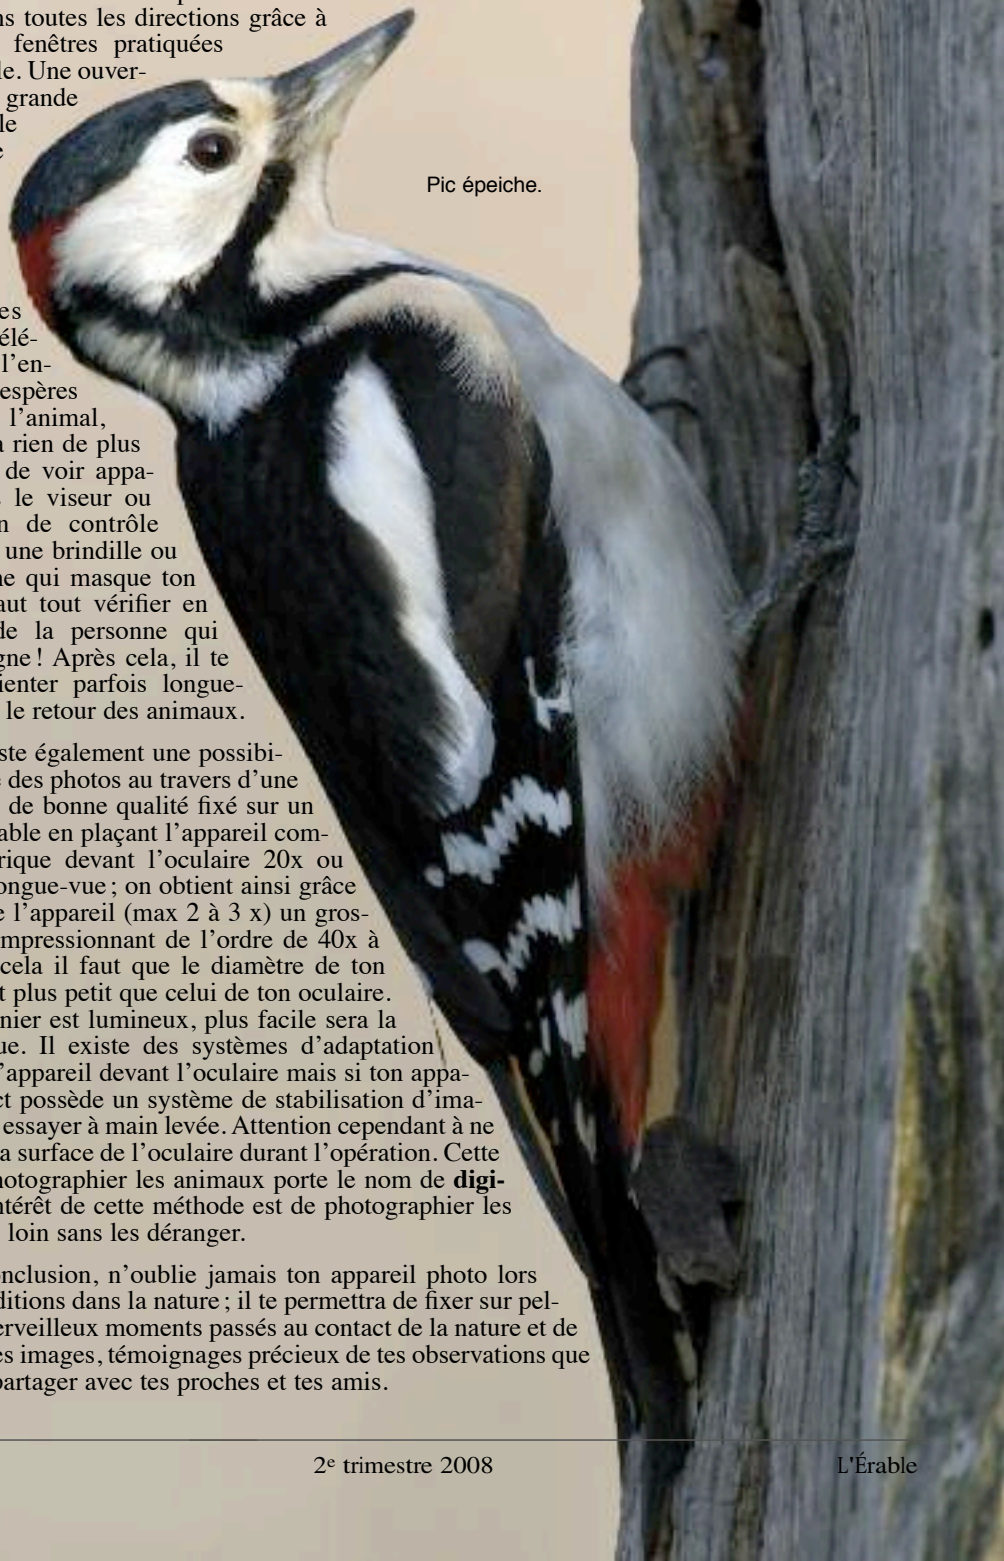 ns toutes les directions grâce à
fenêtres pratiquées
le. Une ouver-
grande
le
e
Pic épeiche.
es
élé-
l’en-
espères
l’animal,
a rien de plus
de voir appa-
le viseur ou
n de contrôle
une brindille ou
ne qui masque ton
aut tout vérifier en
de la personne qui
gne ! Après cela, il te
ienter parfois longue-
le retour des animaux.
ste également une possibi-
e des photos au travers d’une
de bonne qualité fixé sur un
able en plaçant l’appareil com-
rique devant l’oculaire 20x ou
ongue-vue ; on obtient ainsi grâce
e l’appareil (max 2 à 3 x) un gros-
mpressionnant de l’ordre de 40x à
cela il faut que le diamètre de ton
t plus petit que celui de ton oculaire.
nier est lumineux, plus facile sera la
ue. Il existe des systèmes d’adaptation
’appareil devant l’oculaire mais si ton appa-
ct possède un système de stabilisation d’ima-
essayer à main levée. Attention cependant à ne
a surface de l’oculaire durant l’opération. Cette
hotographier les animaux porte le nom de digi-
ntérêt de cette méthode est de photographier les
loin sans les déranger.
onclusion, n’oublie jamais ton appareil photo lors
ditions dans la nature ; il te permettra de fixer sur pel-
erveilleux moments passés au contact de la nature et de
es images, témoignages précieux de tes observations que
partager avec tes proches et tes amis.
2e trimestre 2008
L'Érable